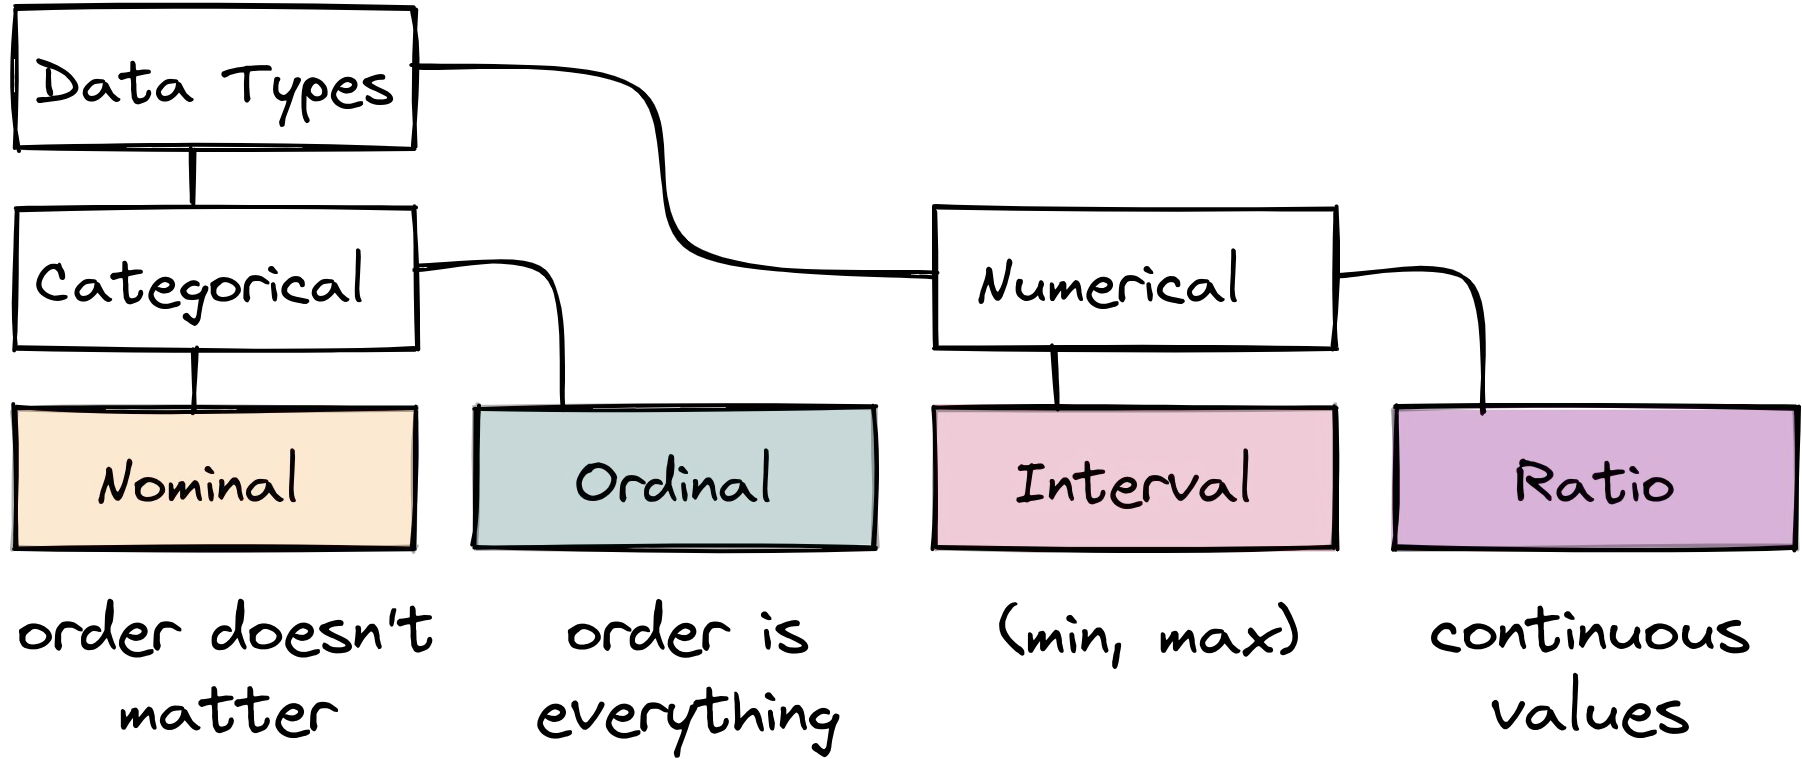 Data Types
Categorical
Numerical
Nominal
Ordinal
Interval
Ratio
order doesn't
matter
order is
everything
(min, max)
continuous
values